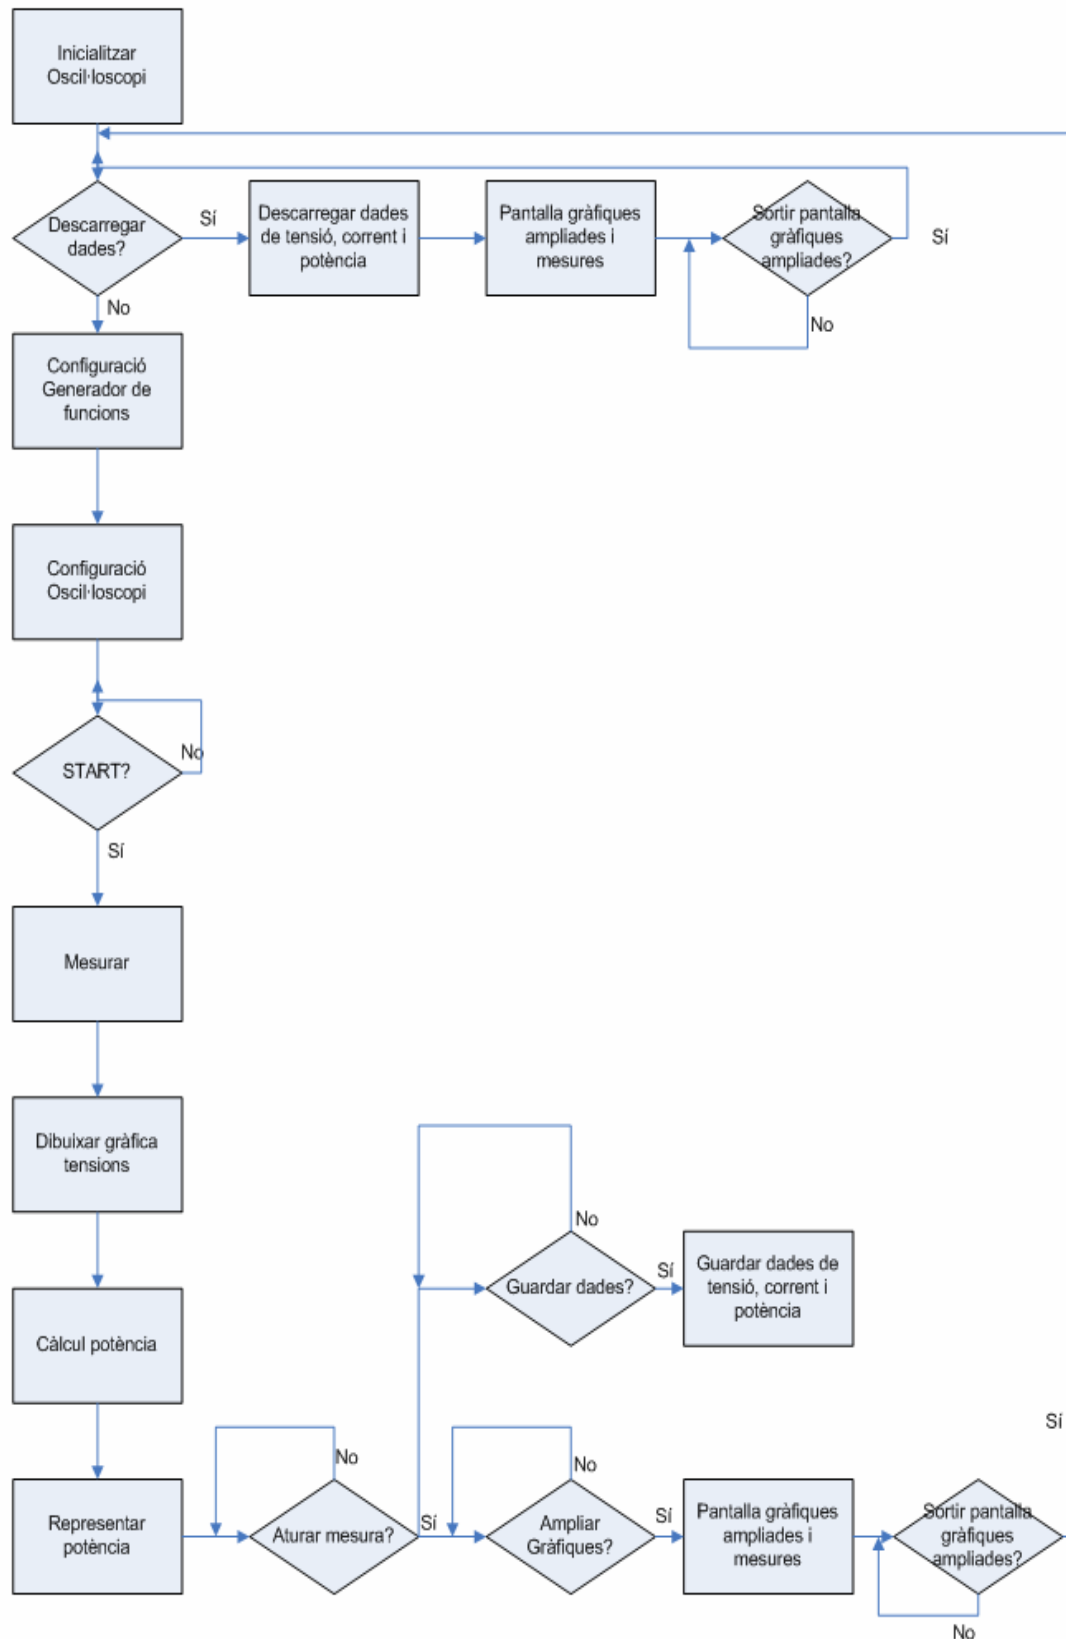 Inicialitzar
Oscil·loscopi
Descarregar
dades?
Sí
Descarregar dades
de tensió, corrent i
potència
Pantalla gràfiques
ampliades i
mesures
Sortir pantalla
gràfiques
ampliades?
Sí
No
No
Configuració
Generador de
funcions
Configuració
Oscil·loscopi
START?
No
Sí
Mesurar
Dibuixar gràfica
tensions
Càlcul potència
Representar
potència
Aturar mesura?
No
Sí
Guardar dades?
No
Sí
Guardar dades de
tensió, corrent i
potència
Ampliar
Gràfiques?
No
Sí
Pantalla gràfiques
ampliades i
mesures
Sortir pantalla
gràfiques
ampliades?
Sí
No